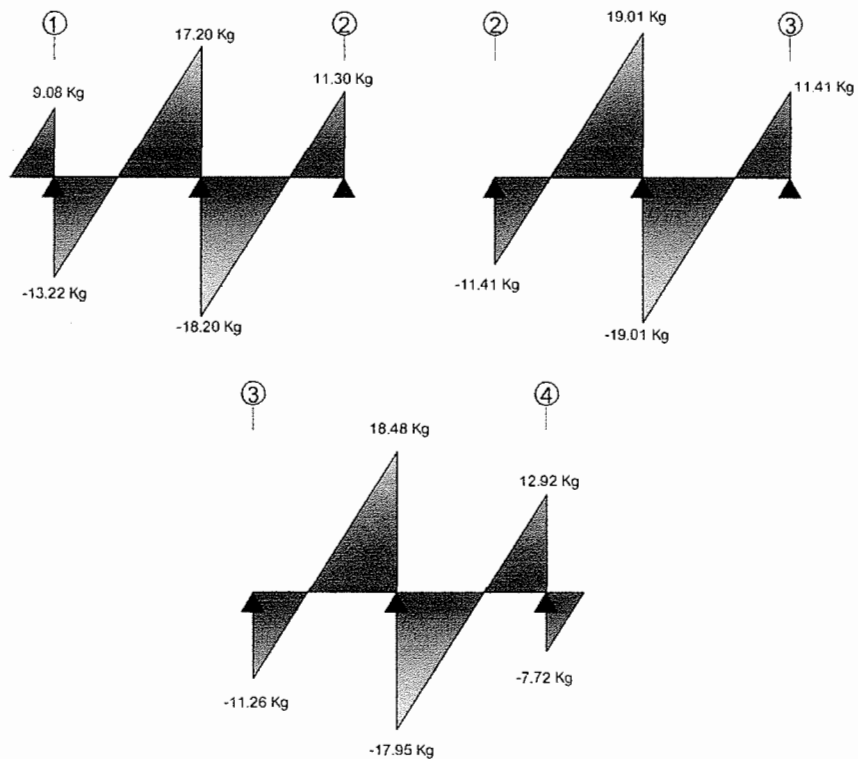 ① ②
17.20 Kg
11.30 Kg
9.08 Kg
-13.22 Kg
-18.20 Kg
② ③
19.01 Kg
11.41 Kg
-11.41 Kg
-19.01 Kg
③ ④
18.48 Kg
12.92 Kg
-7.72 Kg
-11.26 Kg
-17.95 Kg